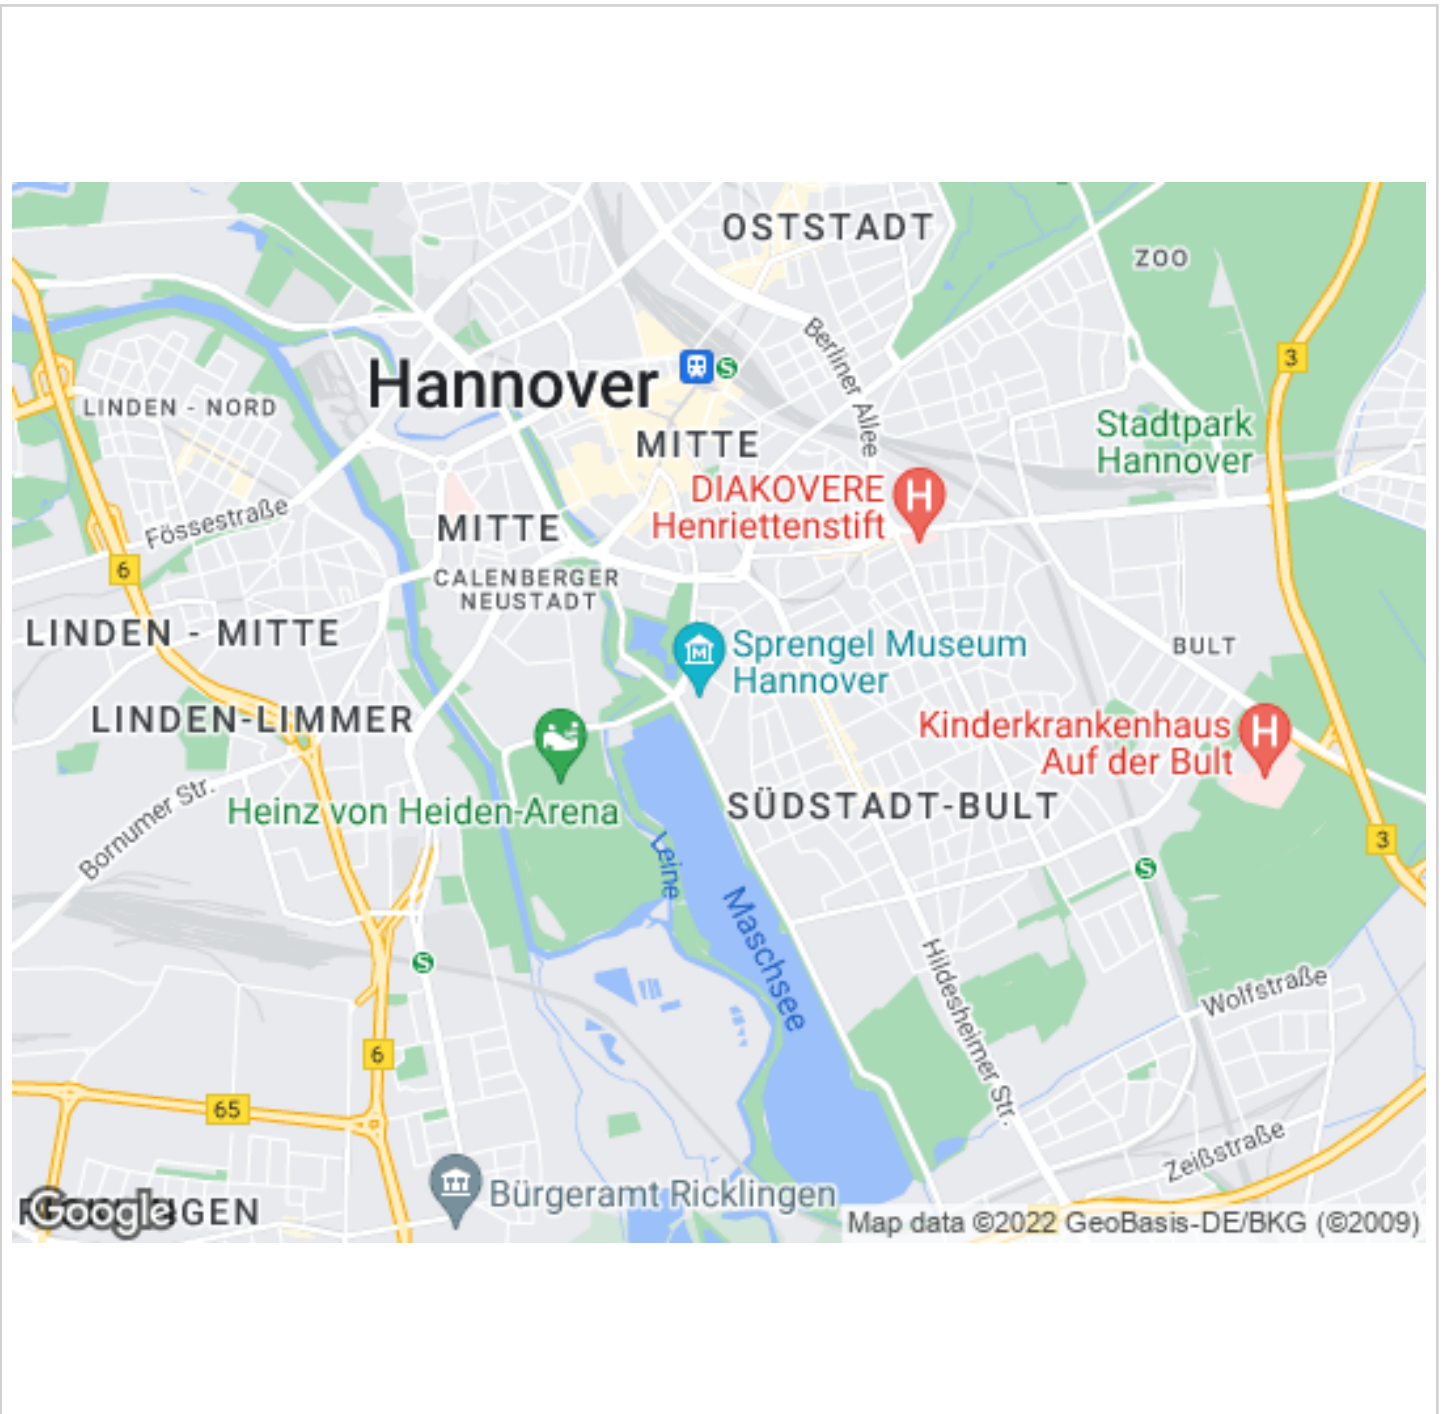 OSTSTADT
ZOO
Berliner Allee
3
Hannover
S
LINDEN - NORD
MITTE
Stadtpark
Hannover
DIAKOVERE
Henriettenstift
H
Fössestraße
MITTE
6
CALENBERGER
NEUSTADT
LINDEN - MITTE
Sprengel Museum
Hannover
M
BULT
LINDEN-LIMMER
Kinderkrankenhaus
Auf der Bult
H
Bornumer Str.
Heinz von Heiden-Arena
SÜDSTADT-BULT
3
Leine
S
Maschsee
S
Hildesheimer Str.
Wolfstraße
6
65
Zeißstraße
Bürgeramt Ricklingen
Google
Map data ©2022 GeoBasis-DE/BKG (©2009)